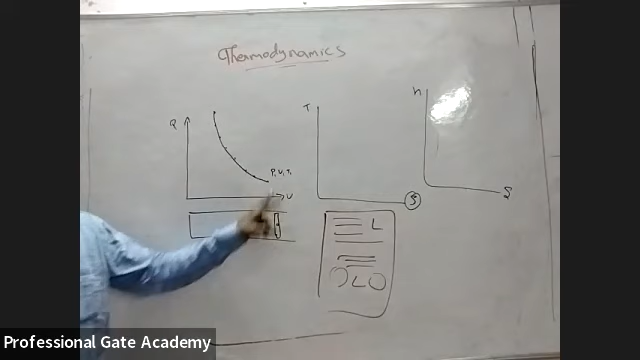 Thermodynamics
P
P, V, T,
V
T
S
h
S
L
Professional Gate Academy